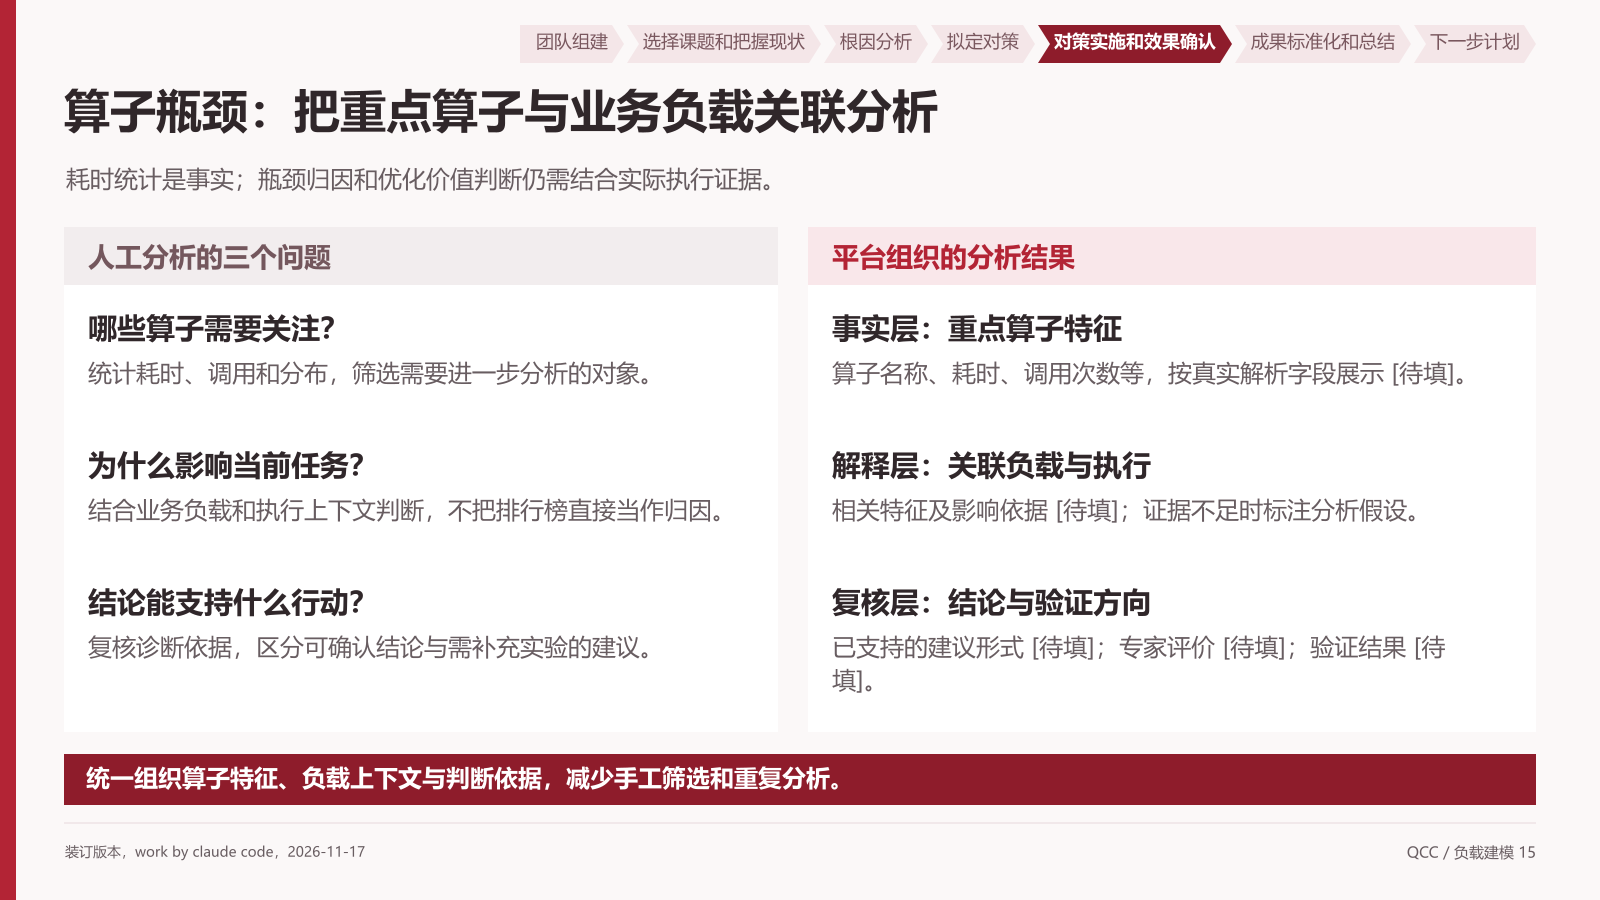 团队组建
选择课题和把握现状
根因分析
拟定对策
对策实施和效果确认
成果标准化和总结
下一步计划
算子瓶颈：把重点算子与业务负载关联分析
耗时统计是事实；瓶颈归因和优化价值判断仍需结合实际执行证据。
人工分析的三个问题
哪些算子需要关注？
统计耗时、调用和分布，筛选需要进一步分析的对象。
为什么影响当前任务？
结合业务负载和执行上下文判断，不把排行榜直接当作归因。
结论能支持什么行动？
复核诊断依据，区分可确认结论与需补充实验的建议。
平台组织的分析结果
事实层：重点算子特征
算子名称、耗时、调用次数等，按真实解析字段展示 [待填]。
解释层：关联负载与执行
相关特征及影响依据 [待填]；证据不足时标注分析假设。
复核层：结论与验证方向
已支持的建议形式 [待填]；专家评价 [待填]；验证结果 [待
填]。
统一组织算子特征、负载上下文与判断依据，减少手工筛选和重复分析。
装订版本，work by claude code，2026-11-17
QCC / 负载建模 15